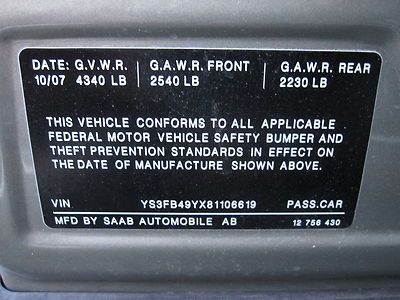 DATE: G.V.W.R. G.A.W.R. FRONT G.A.W.R. REAR
10/07 4340 LB 2540 LB 2230 LB
THIS VEHICLE CONFORMS TO ALL APPLICABLE
FEDERAL MOTOR VEHICLE SAFETY BUMPER AND
THEFT PREVENTION STANDARDS IN EFFECT ON
THE DATE OF MANUFACTURE SHOWN ABOVE.
VIN YS3FB49YX81106619 PASS.CAR
MFD BY SAAB AUTOMOBILE AB 12 756 430